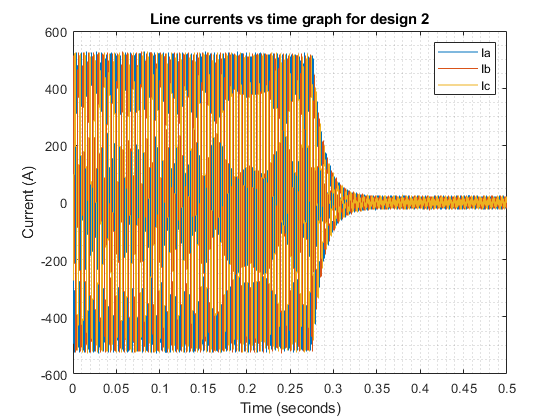 Line currents vs time graph for design 2
600
400
200
0
-200
-400
-600
Current (A)
Ia
Ib
Ic
0 0.05 0.1 0.15 0.2 0.25 0.3 0.35 0.4 0.45 0.5
Time (seconds)